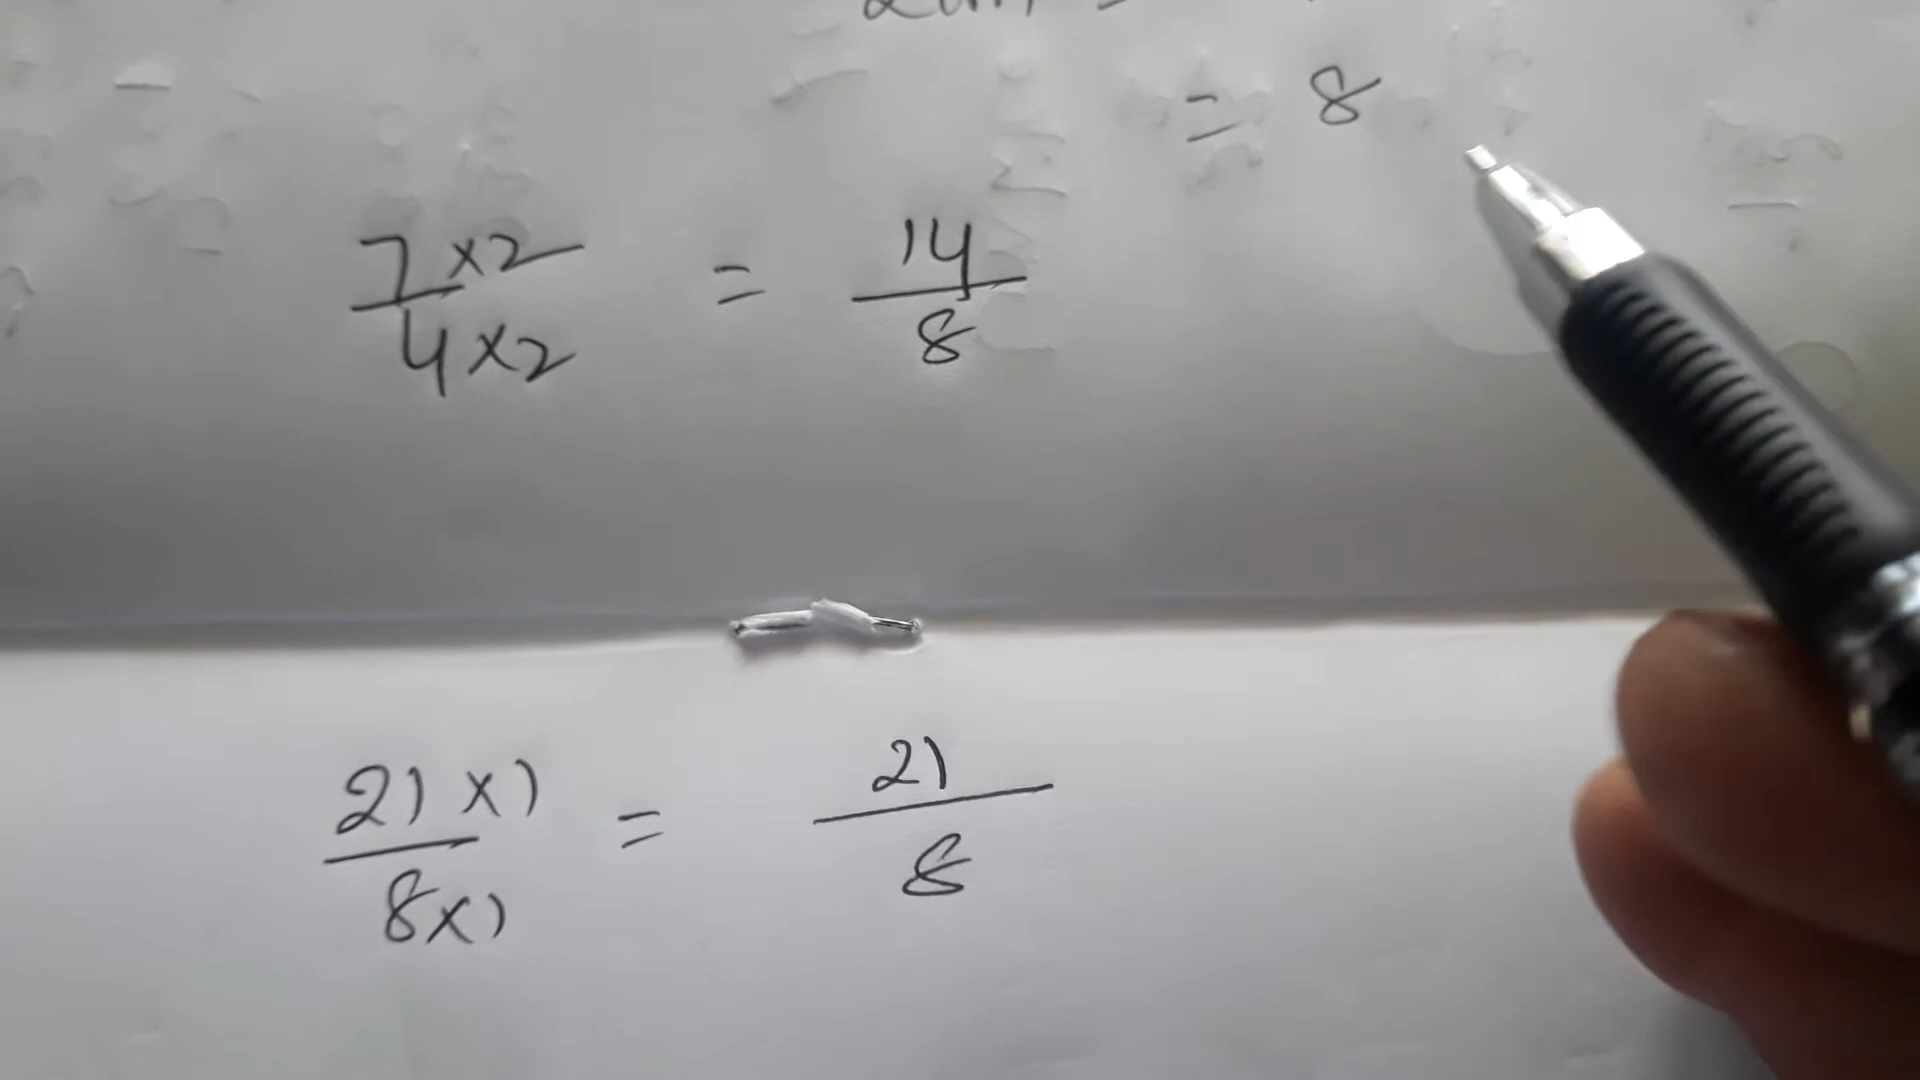 = 8
7 x 2 / 4 x 2 = 14 / 8
21 x 1 / 8 x 1 = 21 / 8